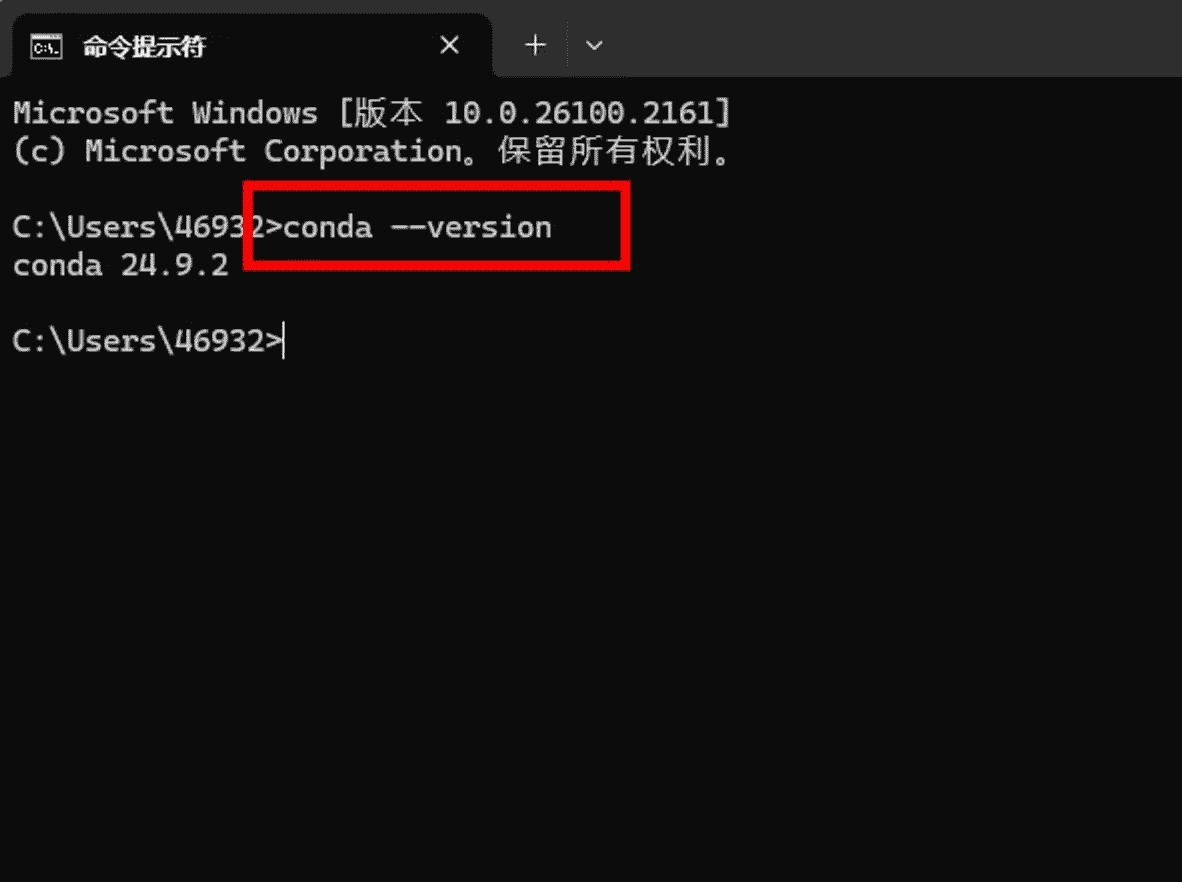 命令提示符
Microsoft Windows [版本 10.0.26100.2161]
(c) Microsoft Corporation。保留所有权利。
C:\Users\46932>conda --version
conda 24.9.2
C:\Users\46932>